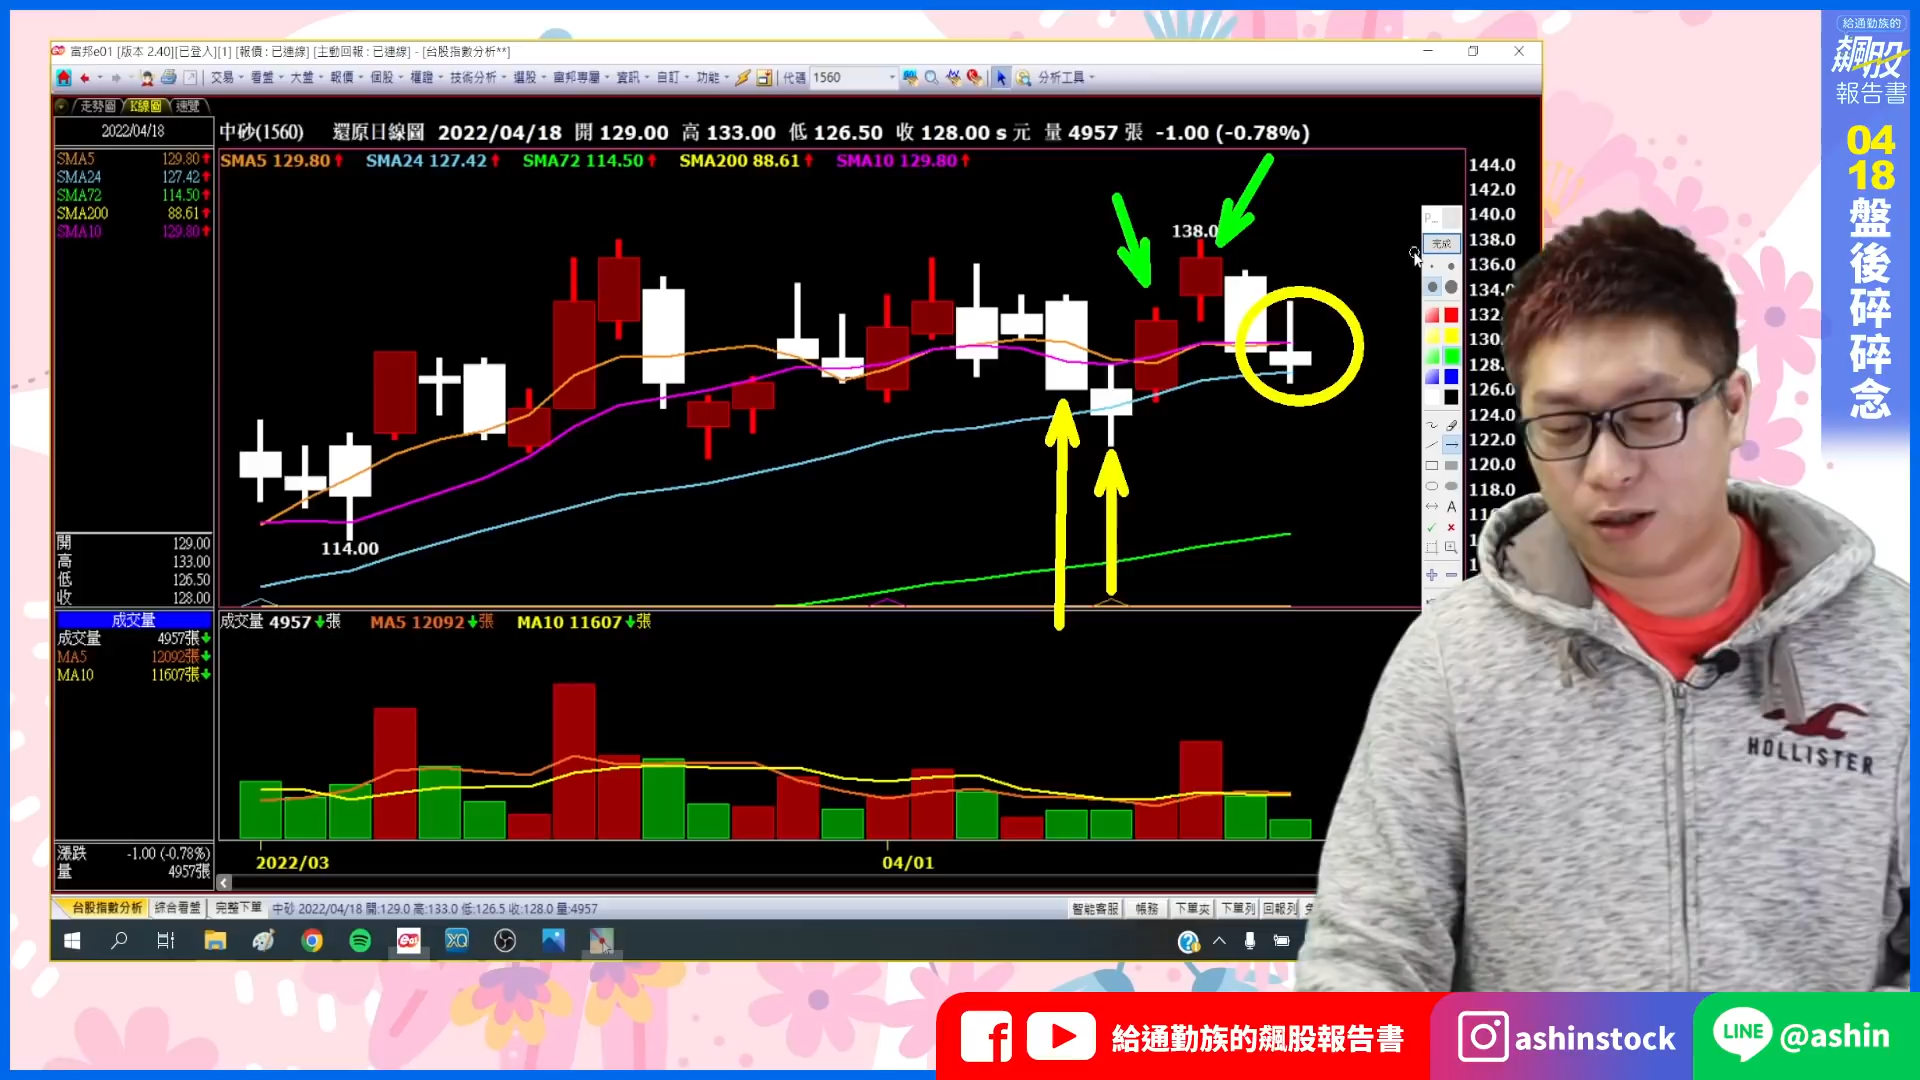 富邦e01 [版本 2.40][已登入][1] [報價 : 已連線] [主動回報 : 已連線] - [台股指數分析**]
交易 看盤 大盤 報價 個股 權證 技術分析 選股 富邦專屬 資訊 自訂 功能 代碼 1560 分析工具
走勢圖 K線圖 速覽
2022/04/18
中砂(1560) 還原日線圖 2022/04/18 開 129.00 高 133.00 低 126.50 收 128.00 s 元 量 4957 張 -1.00 (-0.78%)
SMA5 129.80 SMA24 127.42 SMA72 114.50 SMA200 88.61 SMA10 129.80
SMA5 129.80
SMA24 127.42
SMA72 114.50
SMA200 88.61
SMA10 129.80
144.0
142.0
140.0
138.0
136.0
134.0
132.
130.
128.
126.0
124.0
122.0
120.0
118.0
138.0
114.00
完成
A
開 129.00
高 133.00
低 126.50
收 128.00
成交量
成交量 4957張
MA5 12092張
MA10 11607張
成交量 4957 張 MA5 12092 張 MA10 11607 張
漲跌 -1.00 (-0.78%)
量 4957張
2022/03
04/01
台股指數分析 綜合看盤 完整下單 中砂 2022/04/18 開:129.0 高:133.0 低:126.5 收:128.0 量:4957
智能客服 帳務 下單夾 下單列 回報列
XQ
HOLLISTER
給通勤族的
飆股
報告書
04
18
盤後碎碎念
給通勤族的飆股報告書
ashinstock
LINE @ashin